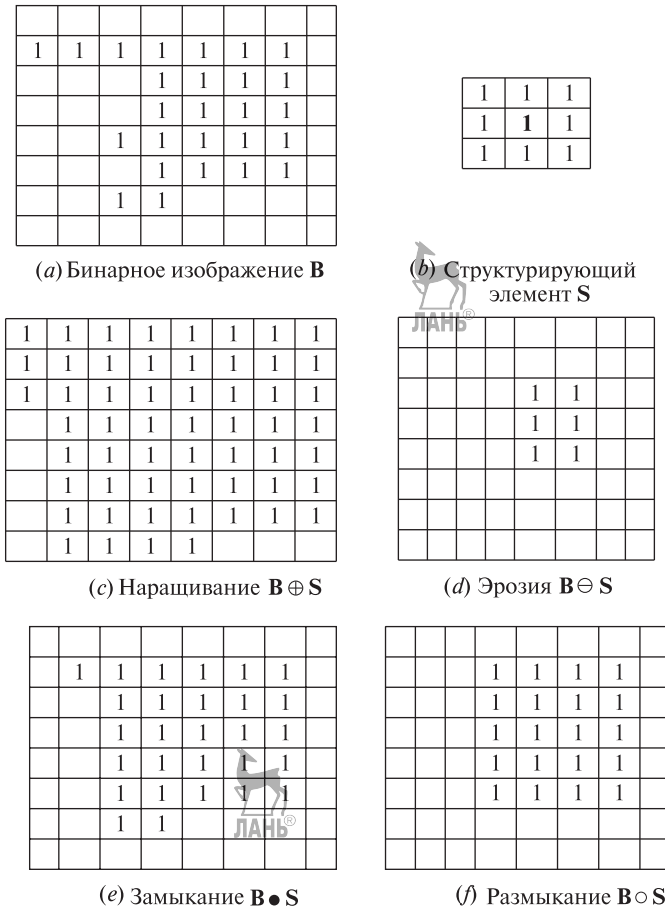 1 1 1 1 1 1 1
1 1 1 1
1 1 1 1
1 1 1 1 1
1 1 1 1
1 1
(a) Бинарное изображение B
1 1 1
1 1 1
1 1 1
(b) Структурирующий
элемент S
ЛАНЬ®
1 1 1 1 1 1 1 1
1 1 1 1 1 1 1 1
1 1 1 1 1 1 1 1
1 1 1 1 1 1 1
1 1 1 1 1 1 1
1 1 1 1 1 1 1
1 1 1 1 1 1 1
1 1 1 1
(c) Наращивание B ⊕ S
1 1
1 1
1 1
(d) Эрозия B ⊖ S
1 1 1 1 1 1
1 1 1 1 1
1 1 1 1 1
1 1 1 1 1
1 1 1 1 1
1 1
ЛАНЬ®
(e) Замыкание B ● S
1 1 1 1
1 1 1 1
1 1 1 1
1 1 1 1
1 1 1 1
(f) Размыкание B ○ S